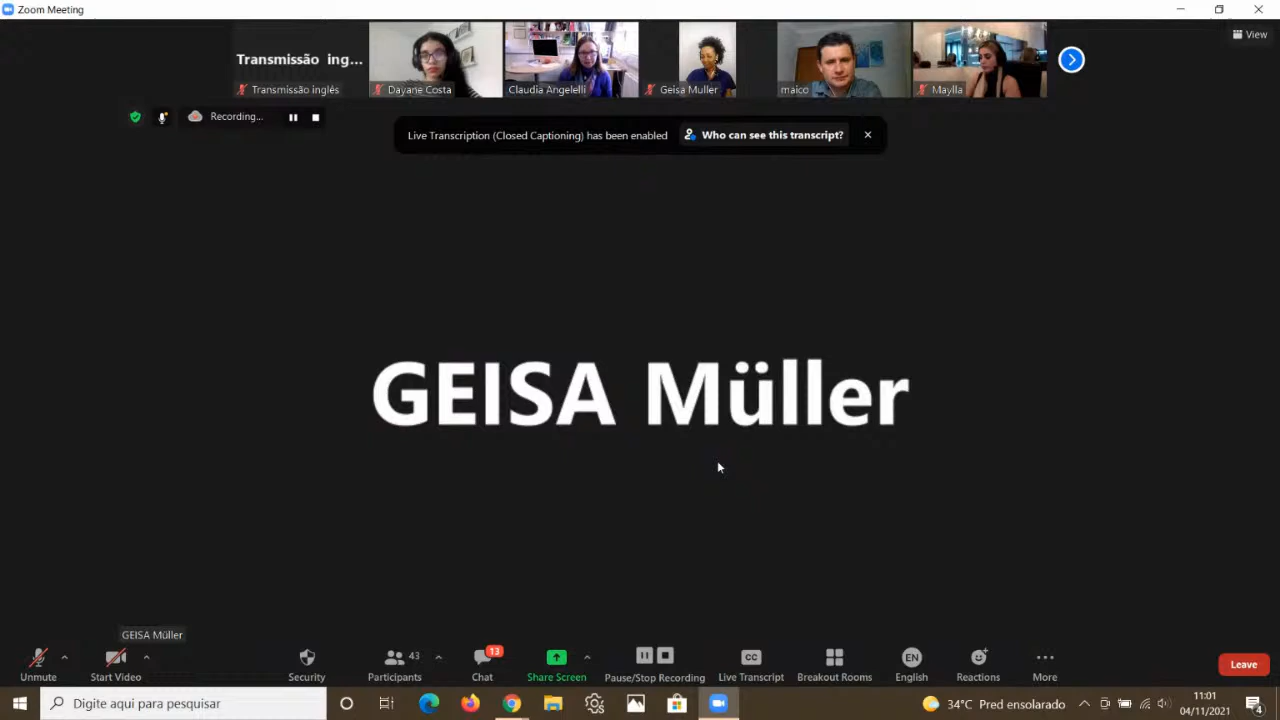 Zoom Meeting
View
Transmissão ing...
Transmissão inglés
Dayane Costa
Claudia Angelelli
Geisa Muller
maico
Maylla
Recording...
Live Transcription (Closed Captioning) has been enabled
Who can see this transcript?
GEISA Müller
GEISA Müller
Unmute
Start Video
Security
Participants
43
Chat
13
Share Screen
Pause/Stop Recording
CC
Live Transcript
Breakout Rooms
EN
English
Reactions
More
Leave
Digite aqui para pesquisar
34°C Pred ensolarado
11:01
04/11/2021
4